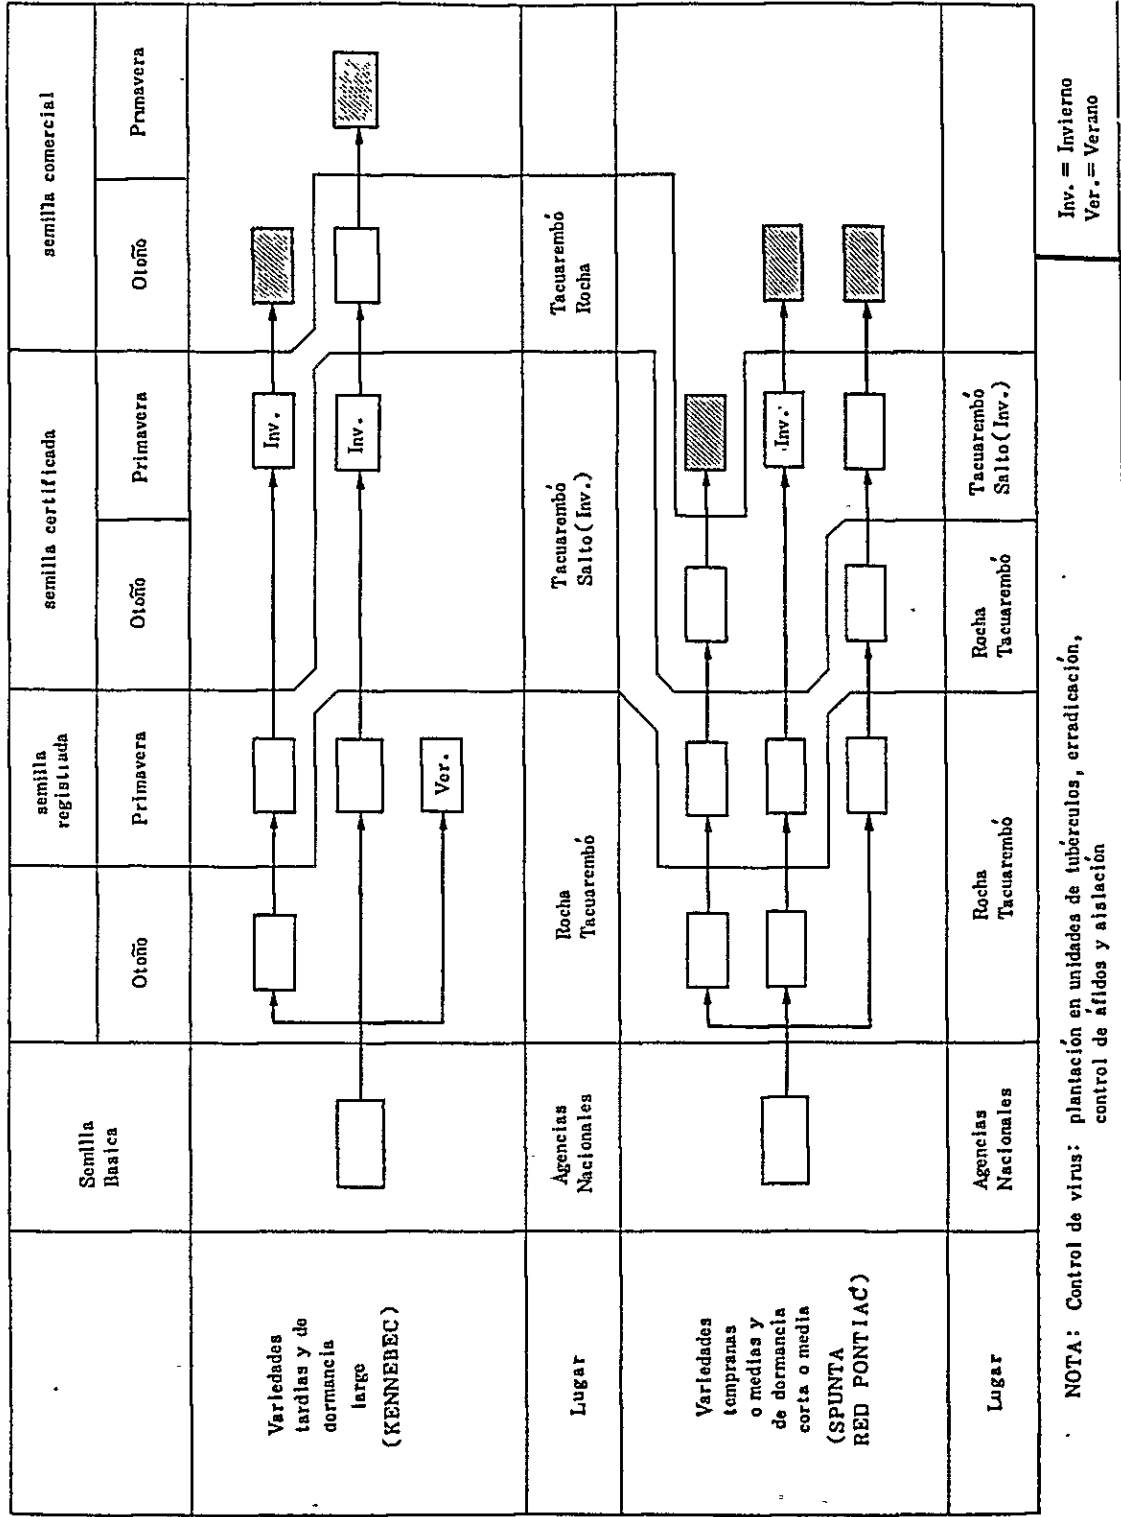 Semilla
Basica
semilla
registrada
semilla certificada
semilla comercial
Otoño
Primavera
Otoño
Primavera
Otoño
Primavera
Variedades
tardías y de
dormancia
large
(KENNEBEC)
Inv.
Inv.
Ver.
Lugar
Agencias
Nacionales
Rocha
Tacuarembó
Tacuarembó
Salto(Inv.)
Tacuarembó
Rocha
Variedades
tempranas
o medias y
de dormancia
corta o media
(SPUNTA
RED PONTIAC)
Inv.
Lugar
Agencias
Nacionales
Rocha
Tacuarembó
Rocha
Tacuarembó
Tacuarembó
Salto(Inv.)
NOTA: Control de virus: plantación en unidades de tubérculos, erradicación,
control de áfidos y aislación
Inv. = Invierno
Ver. = Verano